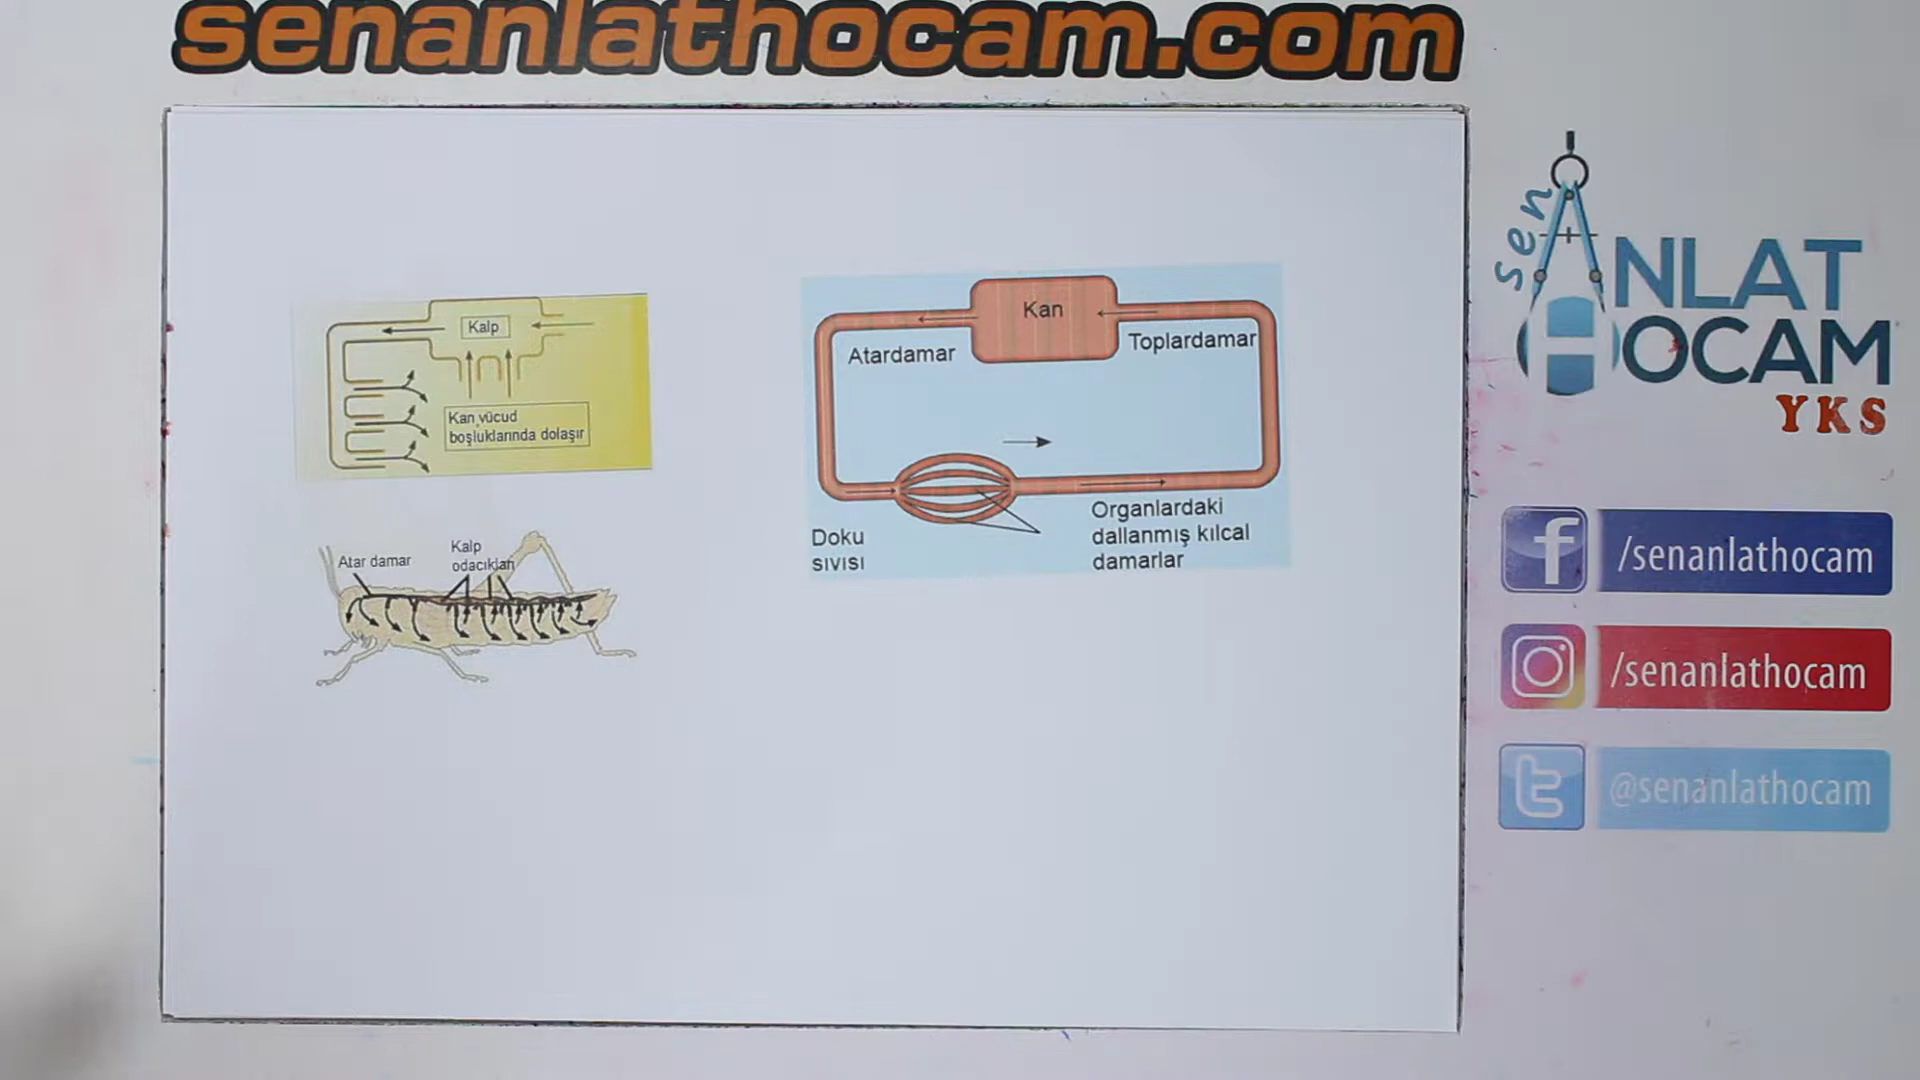 senanlathocam.com
Kalp
Kan vücud
boşluklarında dolaşır
Atar damar
Kalp
odacıkları
Kan
Atardamar
Toplardamar
Doku
sıvısı
Organlardaki
dallanmış kılcal
damarlar
sen
ANLAT
HOCAM
YKS
/senanlathocam
/senanlathocam
@senanlathocam